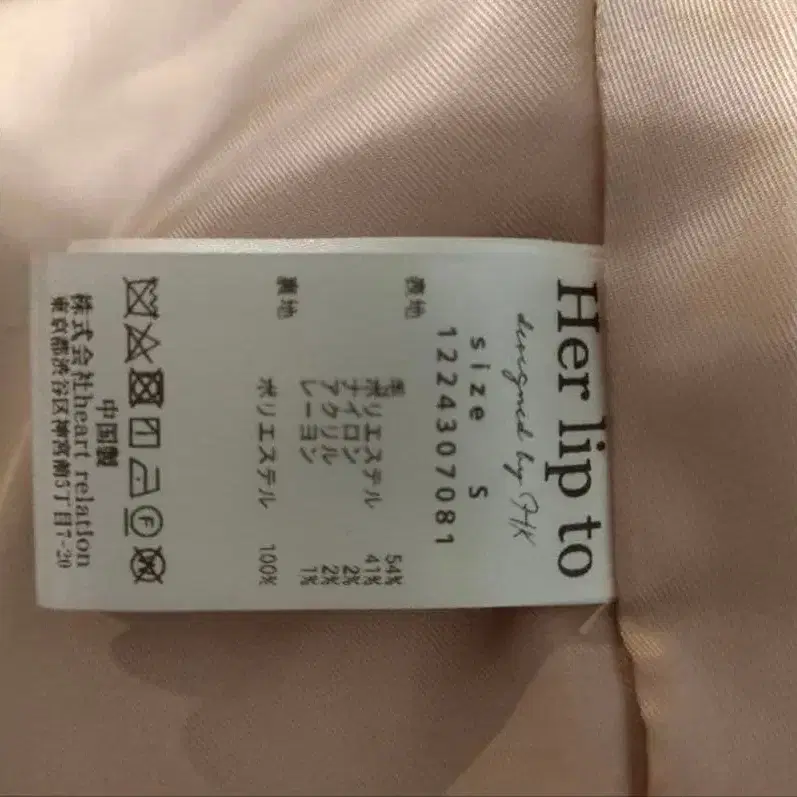 Her lip to
designed by HK
size S
1224307081
表地
毛 54%
ポリエステル 41%
ナイロン 2%
アクリル 2%
レーヨン 1%
裏地
ポリエステル 100%
F
中国製
株式会社heart relation
東京都渋谷区神宮前5丁目7-20